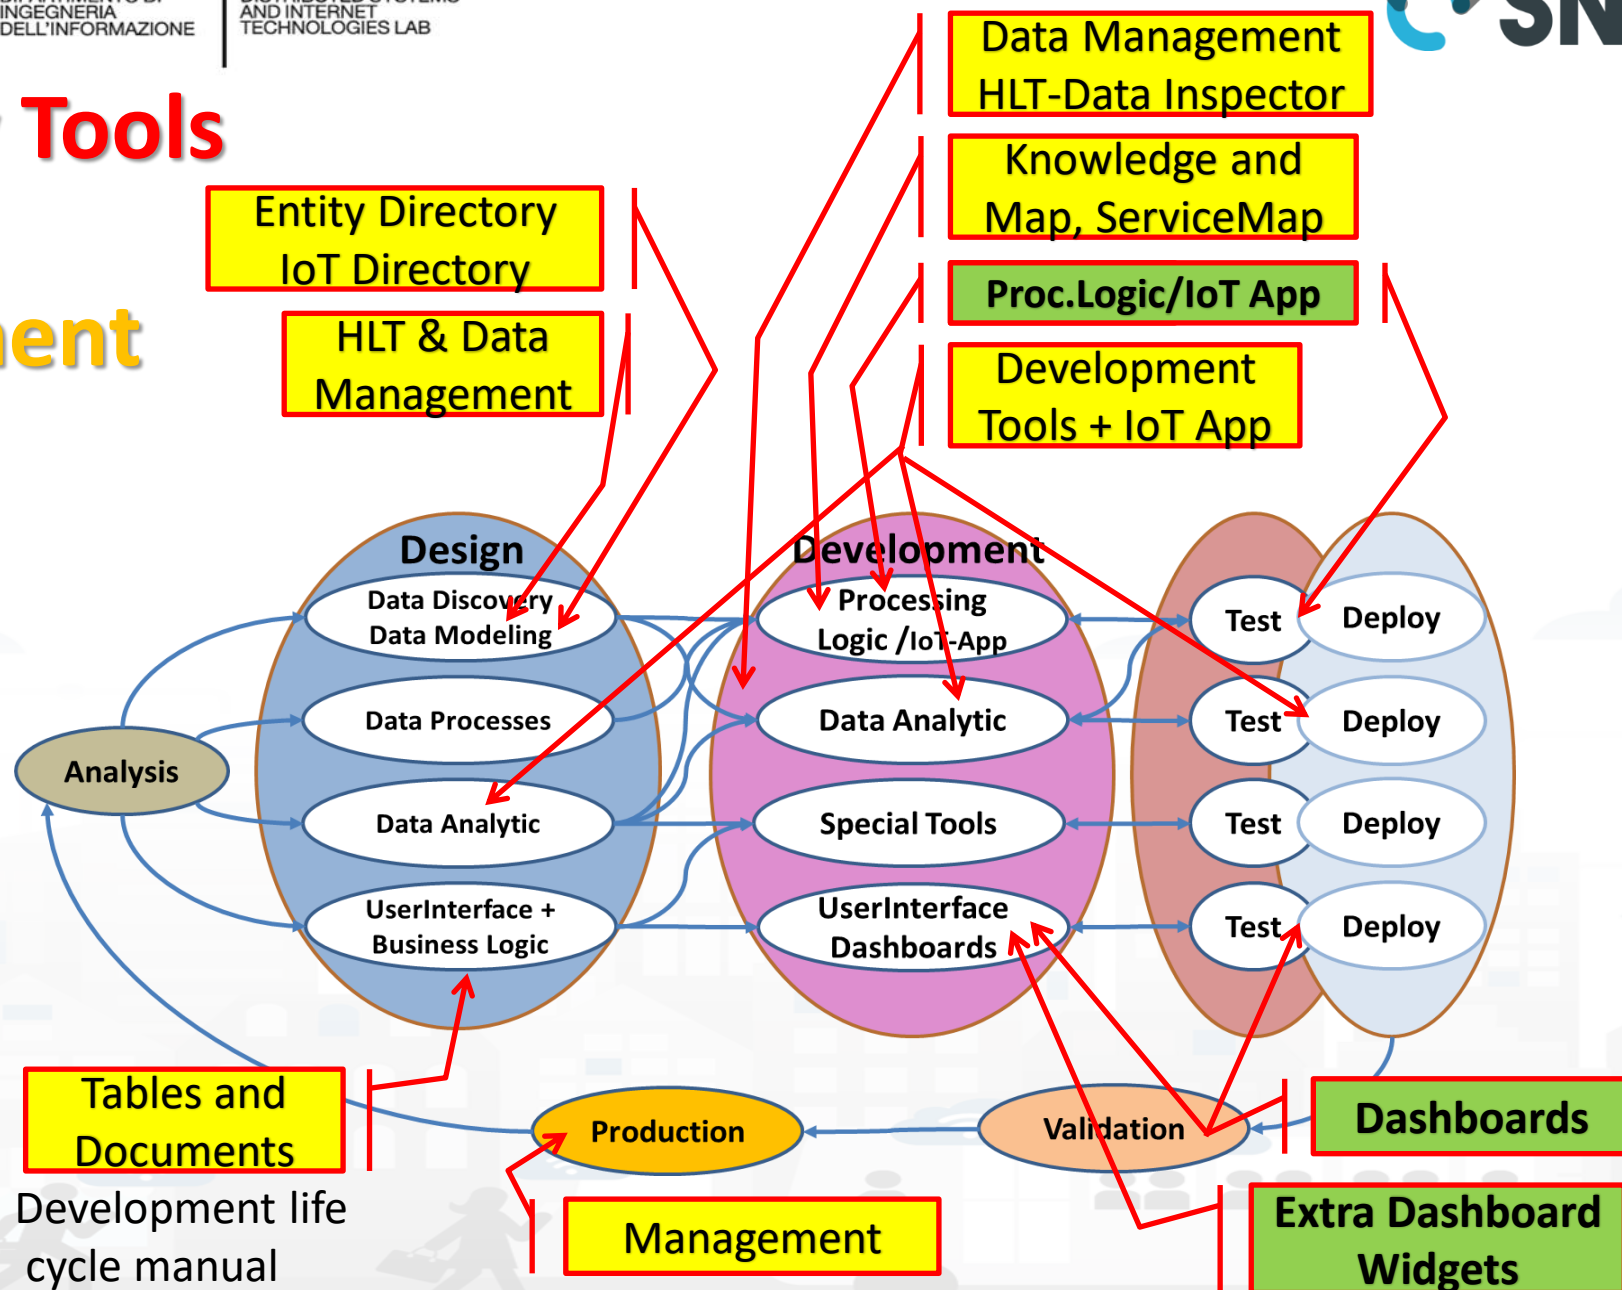 INGEGNERIA
DELL'INFORMAZIONE
AND INTERNET
TECHNOLOGIES LAB
SN
Tools
Data Management
HLT-Data Inspector
Knowledge and
Map, ServiceMap
Entity Directory
IoT Directory
Proc.Logic/IoT App
HLT & Data
Management
Development
Tools + IoT App
Design
Development
Data Discovery
Data Modeling
Processing
Logic /IoT-App
Test
Deploy
Data Processes
Data Analytic
Test
Deploy
Analysis
Data Analytic
Special Tools
Test
Deploy
UserInterface +
Business Logic
UserInterface
Dashboards
Test
Deploy
Tables and
Documents
Production
Validation
Dashboards
Development life
cycle manual
Management
Extra Dashboard
Widgets